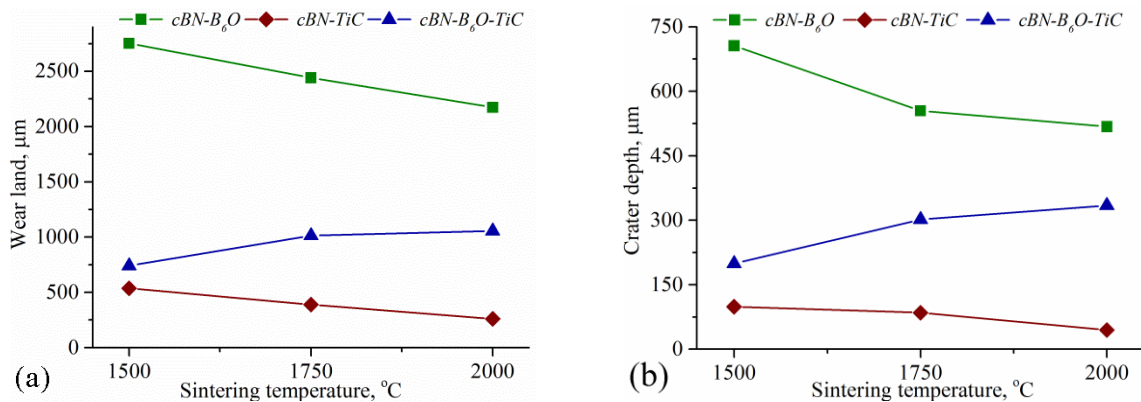 cBN-B₆O cBN-TiC cBN-B₆O-TiC
Wear land, µm
2500
2000
1500
1000
500
0
1500 1750 2000
Sintering temperature, °C
(a)
cBN-B₆O cBN-TiC cBN-B₆O-TiC
Crater depth, µm
750
600
450
300
150
0
1500 1750 2000
Sintering temperature, °C
(b)